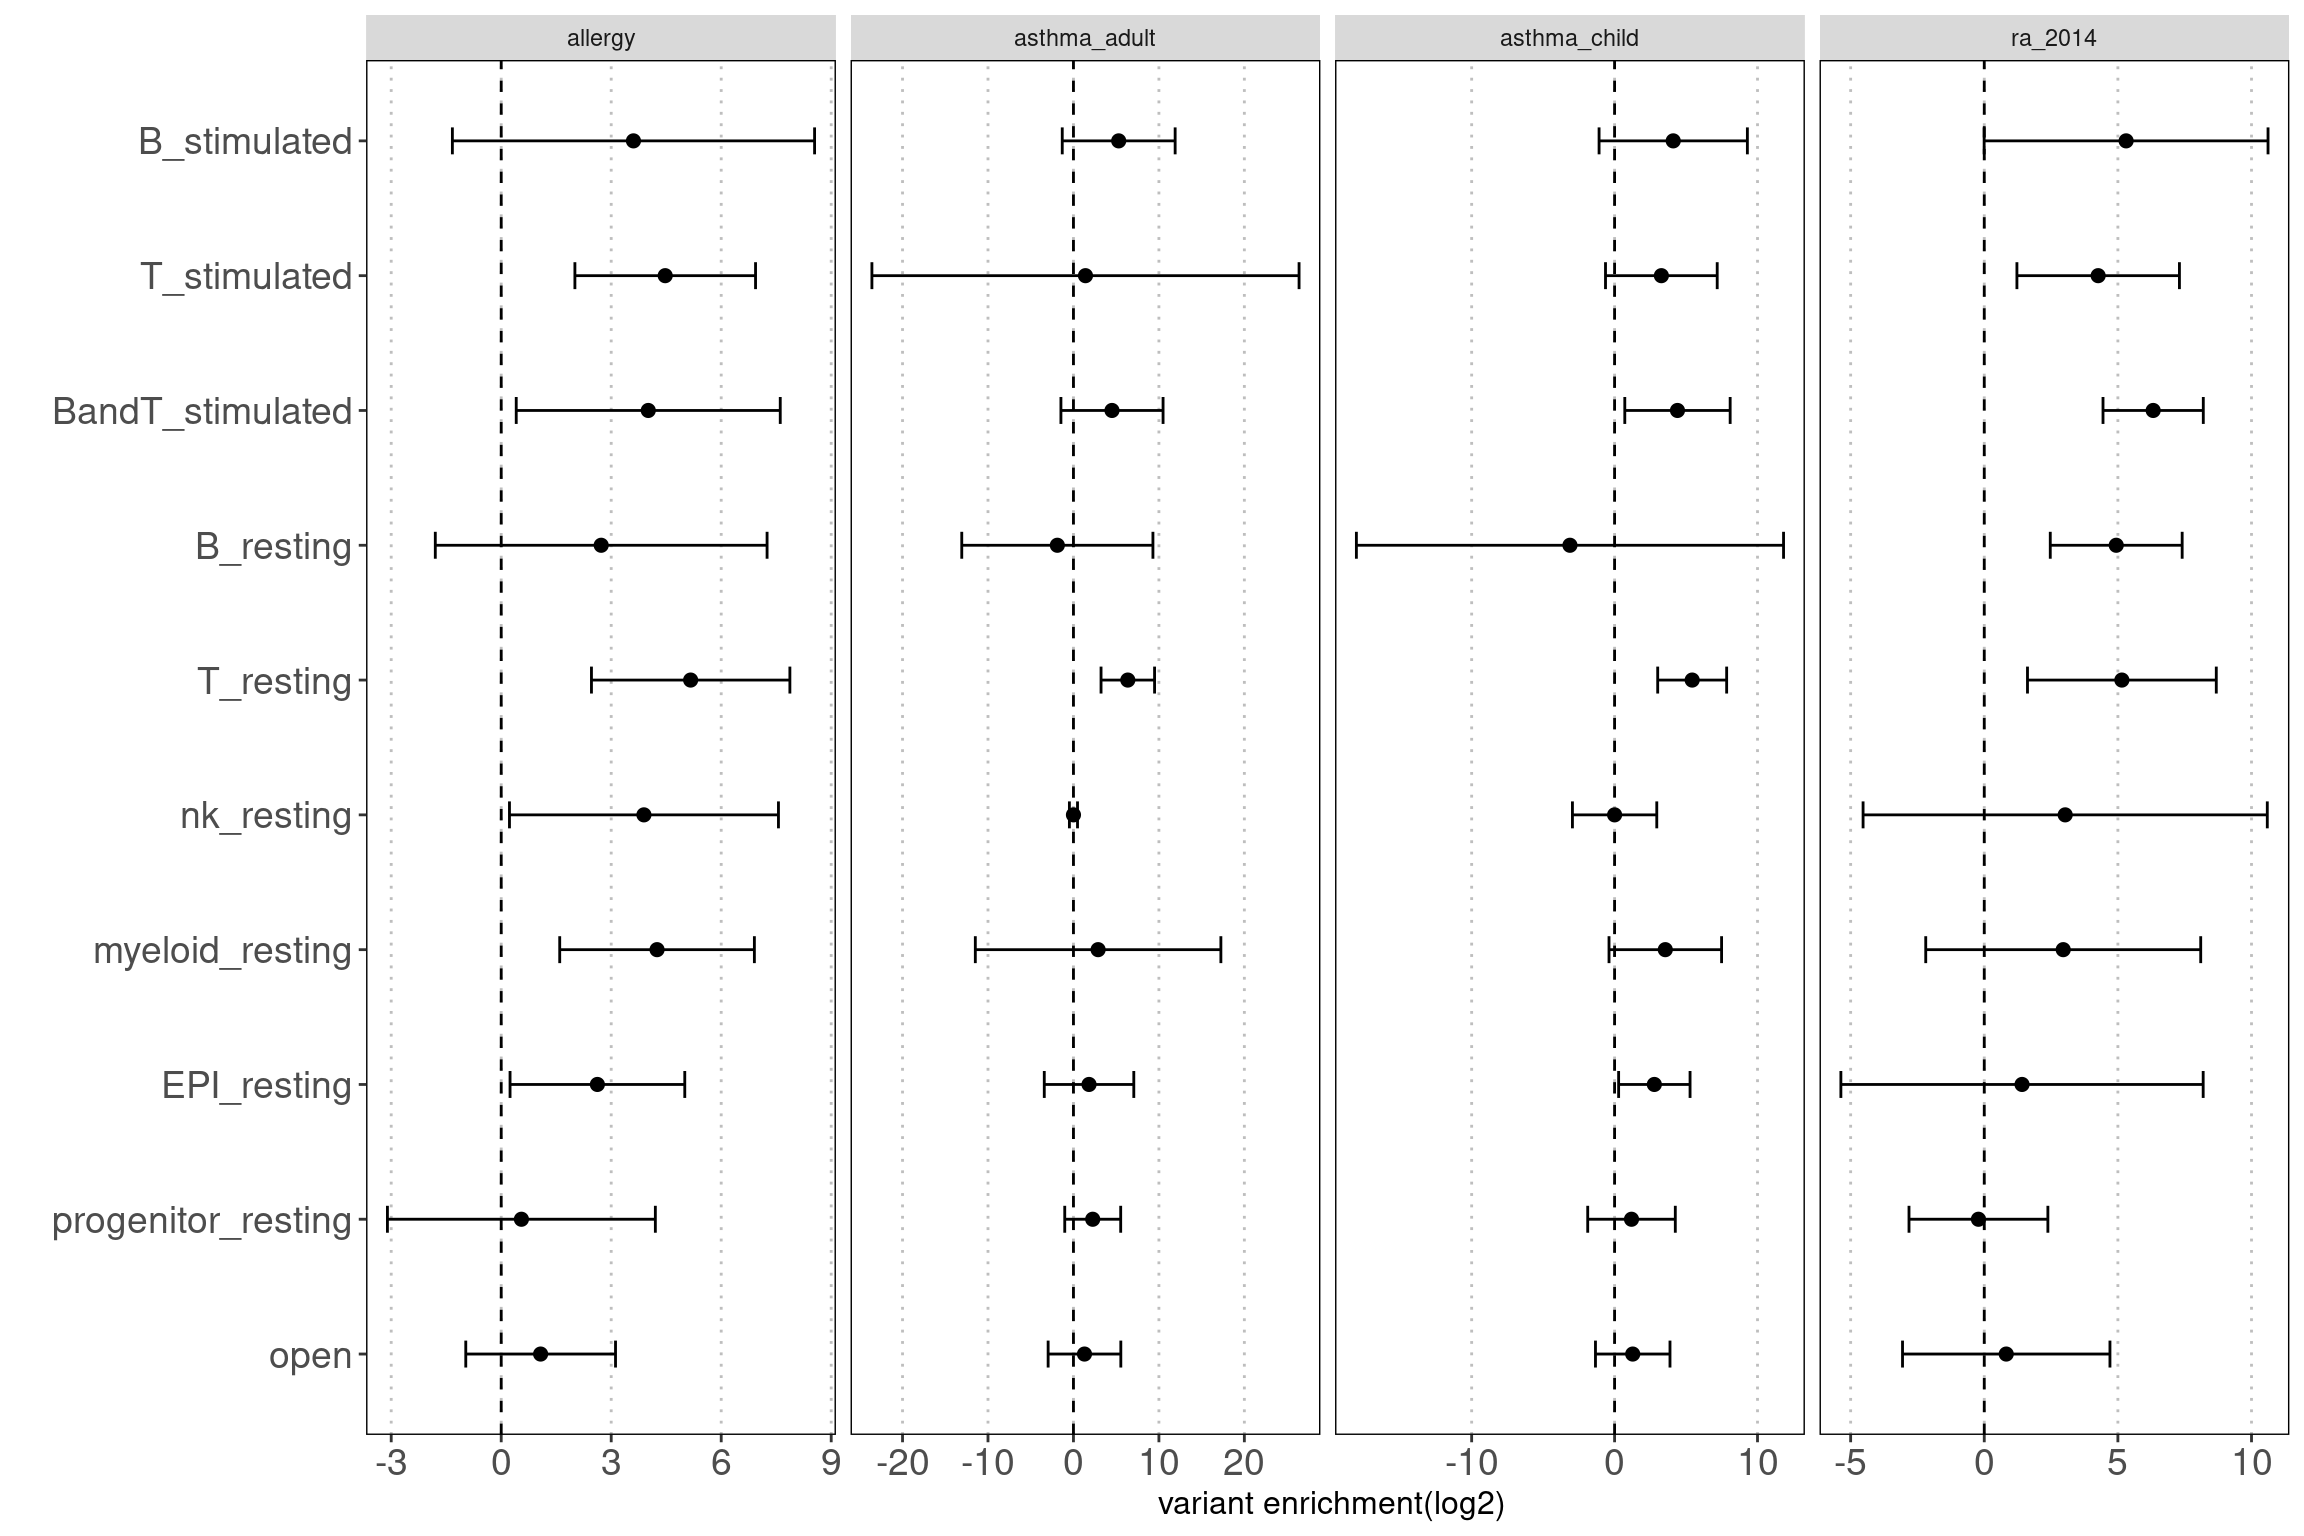 allergy asthma_adult asthma_child ra_2014
B_stimulated
T_stimulated
BandT_stimulated
B_resting
T_resting
nk_resting
myeloid_resting
EPI_resting
progenitor_resting
open
-3 0 3 6 9 -20 -10 0 10 20 -10 0 10 -5 0 5 10
variant enrichment(log2)